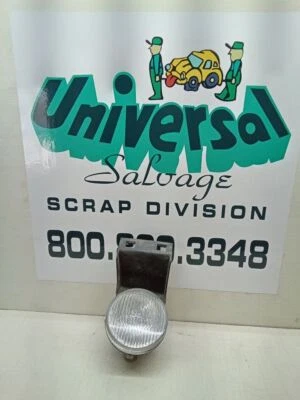 Universal
Salvage
SCRAP DIVISION
800. .3348